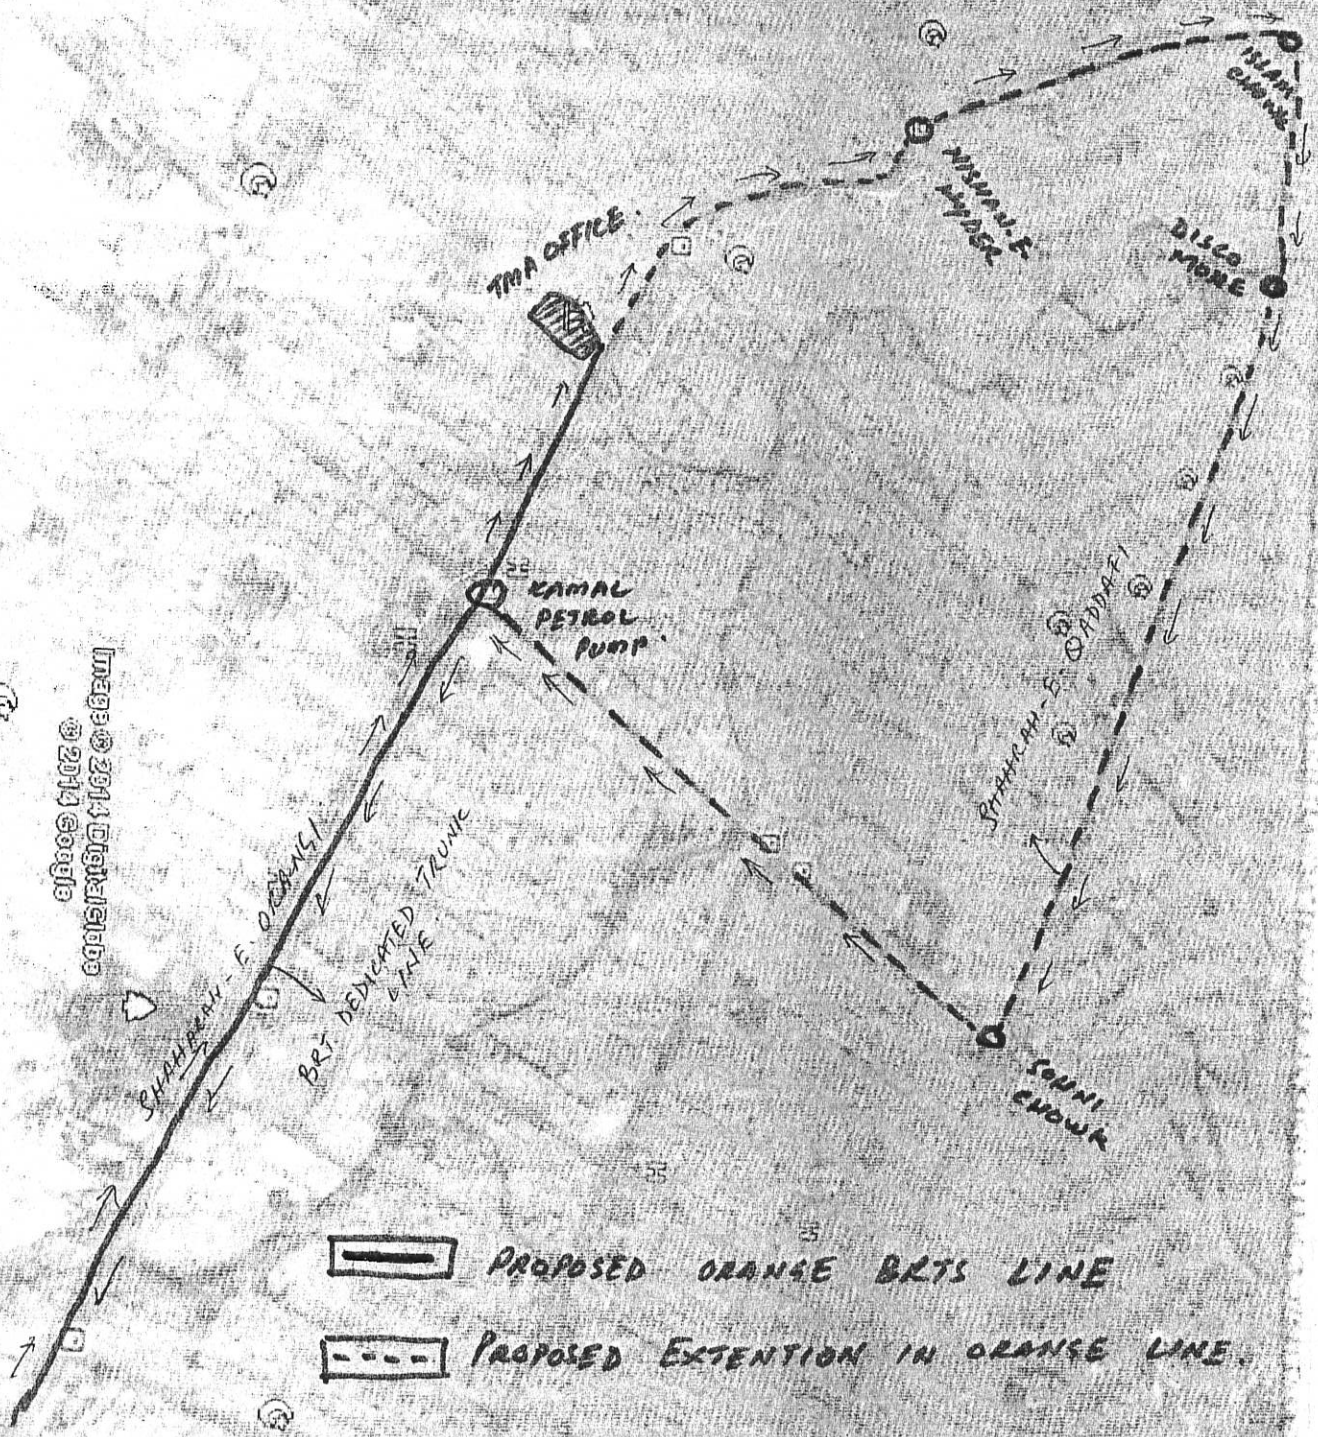 ISLAM
CHOWK
NISHAN.E.
HYDER
DISCO
MORE
TMA OFFICE.
KAMAL
PETROL
PUMP.
SHAHRAH-E-QADDAFI
Image © 2014 DigitalGlobe
© 2014 Google
SHAHARAH-E. ORANGI.
BRT DEDICATED TRUNK
LINE
SONNI
CHOWK
PROPOSED ORANGE BRTS LINE
PROPOSED EXTENTION IN ORANGE LINE.